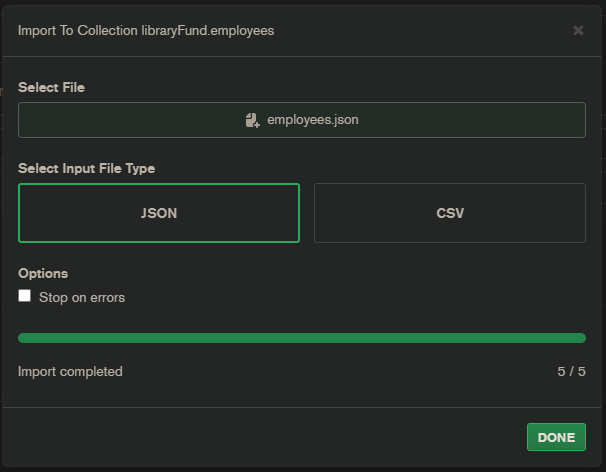 Import To Collection libraryFund.employees
Select File
employees.json
Select Input File Type
JSON CSV
Options
Stop on errors
Import completed 5 / 5
DONE